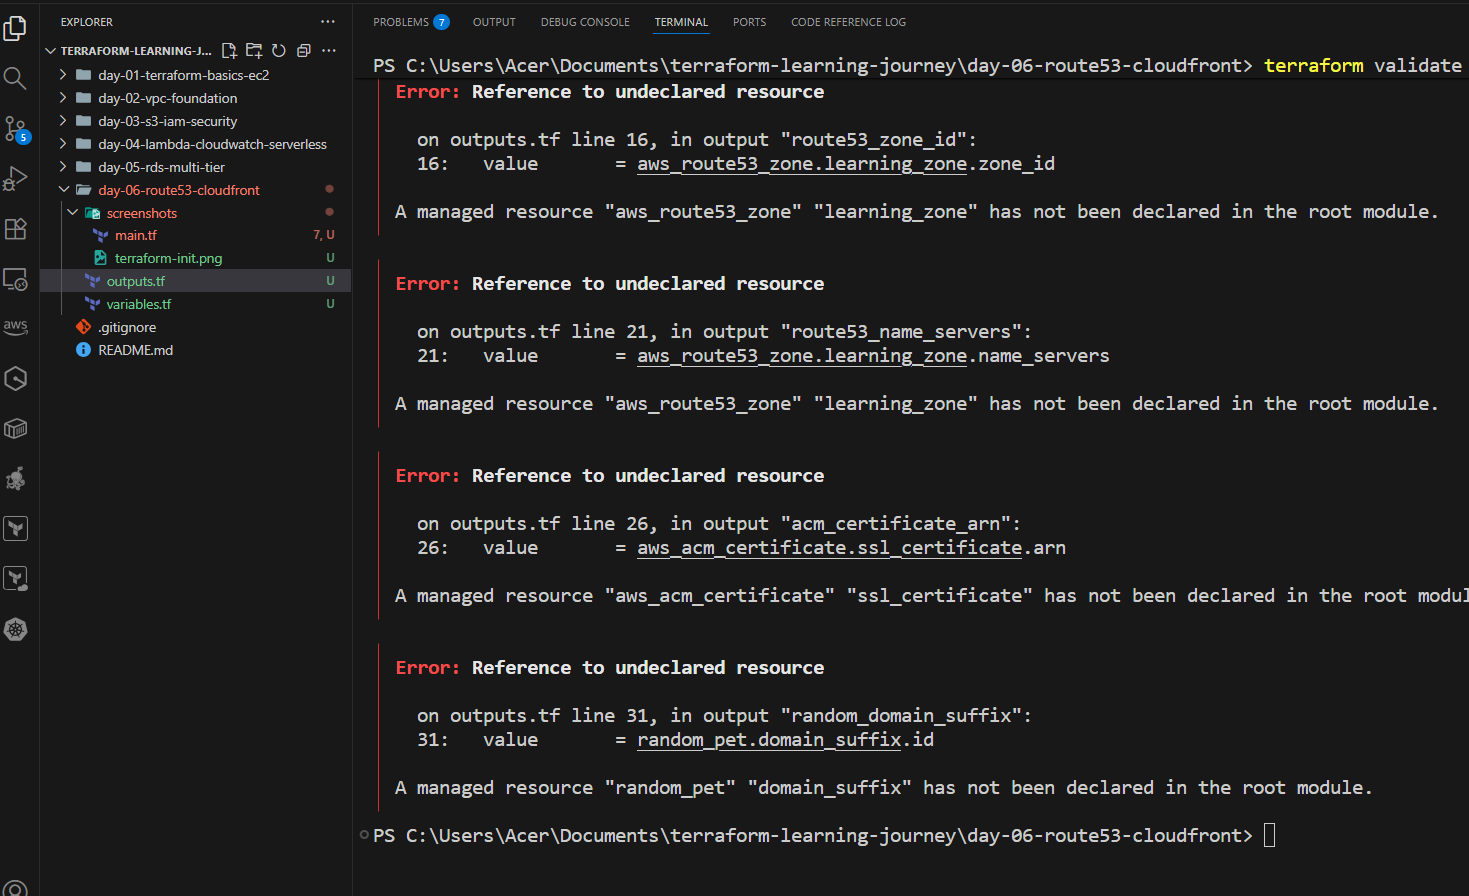 EXPLORER
TERRAFORM-LEARNING-J...
day-01-terraform-basics-ec2
day-02-vpc-foundation
day-03-s3-iam-security
day-04-lambda-cloudwatch-serverless
day-05-rds-multi-tier
day-06-route53-cloudfront
screenshots
main.tf 7, U
terraform-init.png U
outputs.tf U
variables.tf U
.gitignore
README.md
5
aws
PROBLEMS 7 OUTPUT DEBUG CONSOLE TERMINAL PORTS CODE REFERENCE LOG
PS C:\Users\Acer\Documents\terraform-learning-journey\day-06-route53-cloudfront> terraform validate
Error: Reference to undeclared resource
on outputs.tf line 16, in output "route53_zone_id":
16: value = aws_route53_zone.learning_zone.zone_id
A managed resource "aws_route53_zone" "learning_zone" has not been declared in the root module.
Error: Reference to undeclared resource
on outputs.tf line 21, in output "route53_name_servers":
21: value = aws_route53_zone.learning_zone.name_servers
A managed resource "aws_route53_zone" "learning_zone" has not been declared in the root module.
Error: Reference to undeclared resource
on outputs.tf line 26, in output "acm_certificate_arn":
26: value = aws_acm_certificate.ssl_certificate.arn
A managed resource "aws_acm_certificate" "ssl_certificate" has not been declared in the root modul
Error: Reference to undeclared resource
on outputs.tf line 31, in output "random_domain_suffix":
31: value = random_pet.domain_suffix.id
A managed resource "random_pet" "domain_suffix" has not been declared in the root module.
PS C:\Users\Acer\Documents\terraform-learning-journey\day-06-route53-cloudfront>